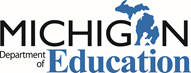 MICHIGAN
Department of Education